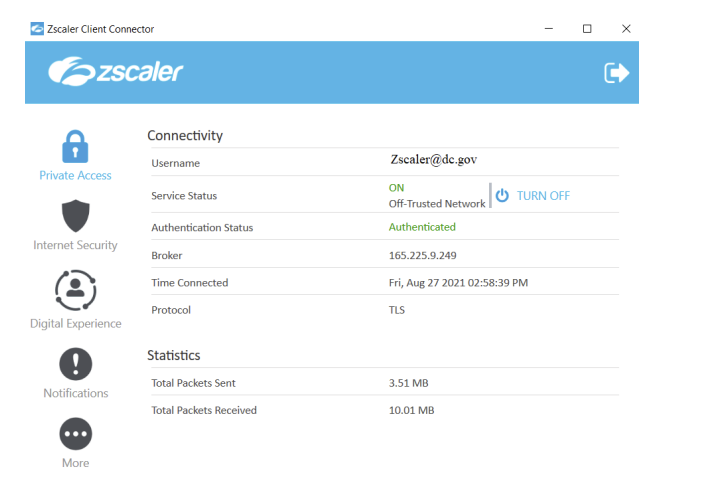 Zscaler Client Connector
zscaler
Private Access
Internet Security
Digital Experience
Notifications
More
Connectivity
Username Zscaler@dc.gov
Service Status ON
Off-Trusted Network TURN OFF
Authentication Status Authenticated
Broker 165.225.9.249
Time Connected Fri, Aug 27 2021 02:58:39 PM
Protocol TLS
Statistics
Total Packets Sent 3.51 MB
Total Packets Received 10.01 MB